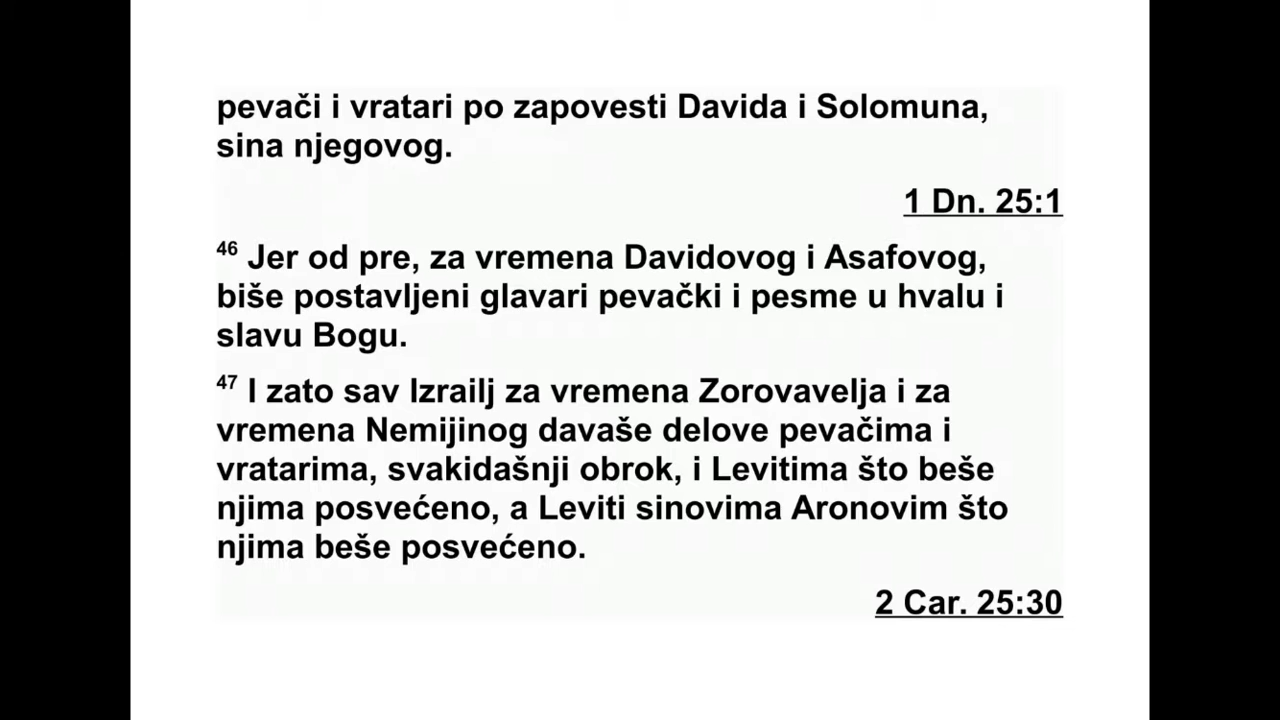 pevači i vratari po zapovesti Davida i Solomuna,
sina njegovog.
1 Dn. 25:1
46 Jer od pre, za vremena Davidovog i Asafovog,
biše postavljeni glavari pevački i pesme u hvalu i
slavu Bogu.
47 I zato sav Izrailj za vremena Zorovavelja i za
vremena Nemijinog davaše delove pevačima i
vratarima, svakidašnji obrok, i Levitima što beše
njima posvećeno, a Leviti sinovima Aronovim što
njima beše posvećeno.
2 Car. 25:30